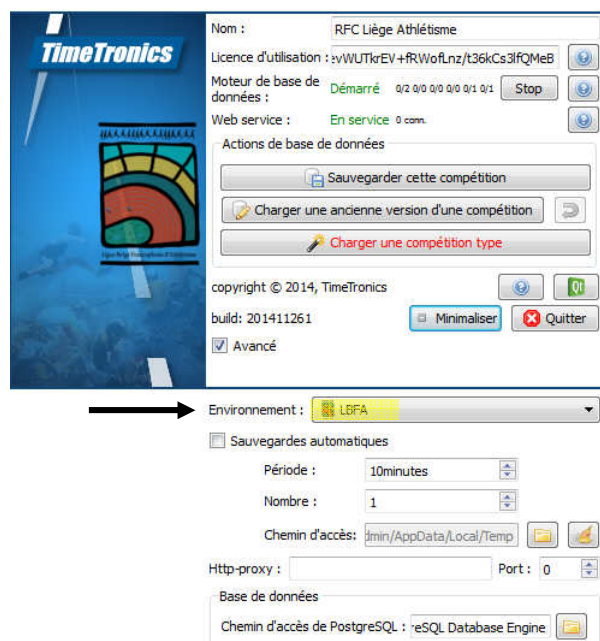 TimeTronics
Nom : RFC Liège Athlétisme
Licence d'utilisation : evWUTkrEV+fRWofLnz/t36kCs3lfQMeB
Moteur de base de données : Démarré 0/2 0/0 0/0 0/0 0/1 0/1 Stop
Web service : En service 0 conn.
Actions de base de données
Sauvegarder cette compétition
Charger une ancienne version d'une compétition
Charger une compétition type
copyright © 2014, TimeTronics
build: 201411261 Minimaliser Quitter
Avancé
Environnement : LBFA
Sauvegardes automatiques
Période : 10minutes
Nombre : 1
Chemin d'accès: dmin/AppData/Local/Temp
Http-proxy : Port : 0
Base de données
Chemin d'accès de PostgreSQL : reSQL Database Engine